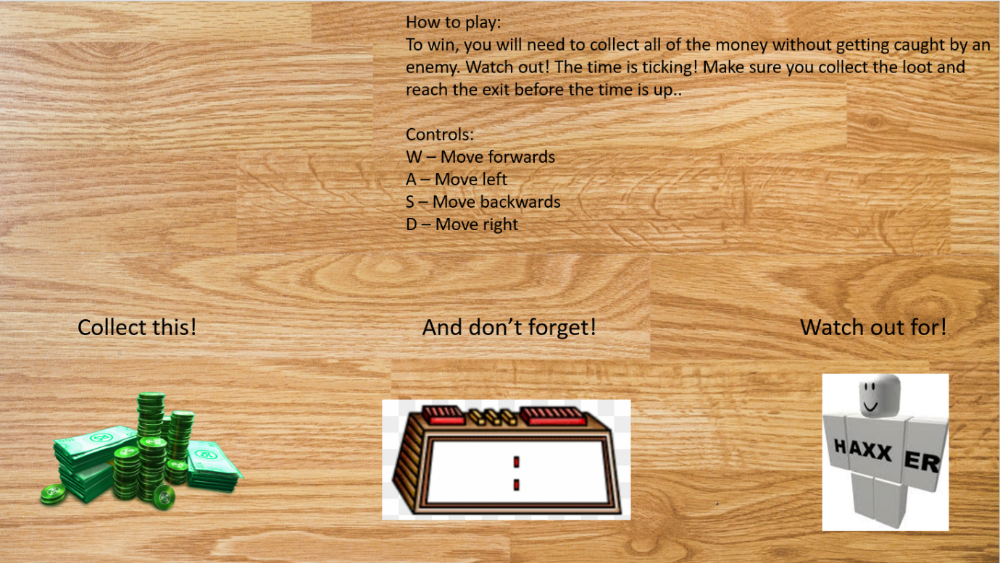 How to play:
To win, you will need to collect all of the money without getting caught by an
enemy. Watch out! The time is ticking! Make sure you collect the loot and
reach the exit before the time is up..
Controls:
W – Move forwards
A – Move left
S – Move backwards
D – Move right
Collect this!
And don’t forget!
Watch out for!
HAXX ER